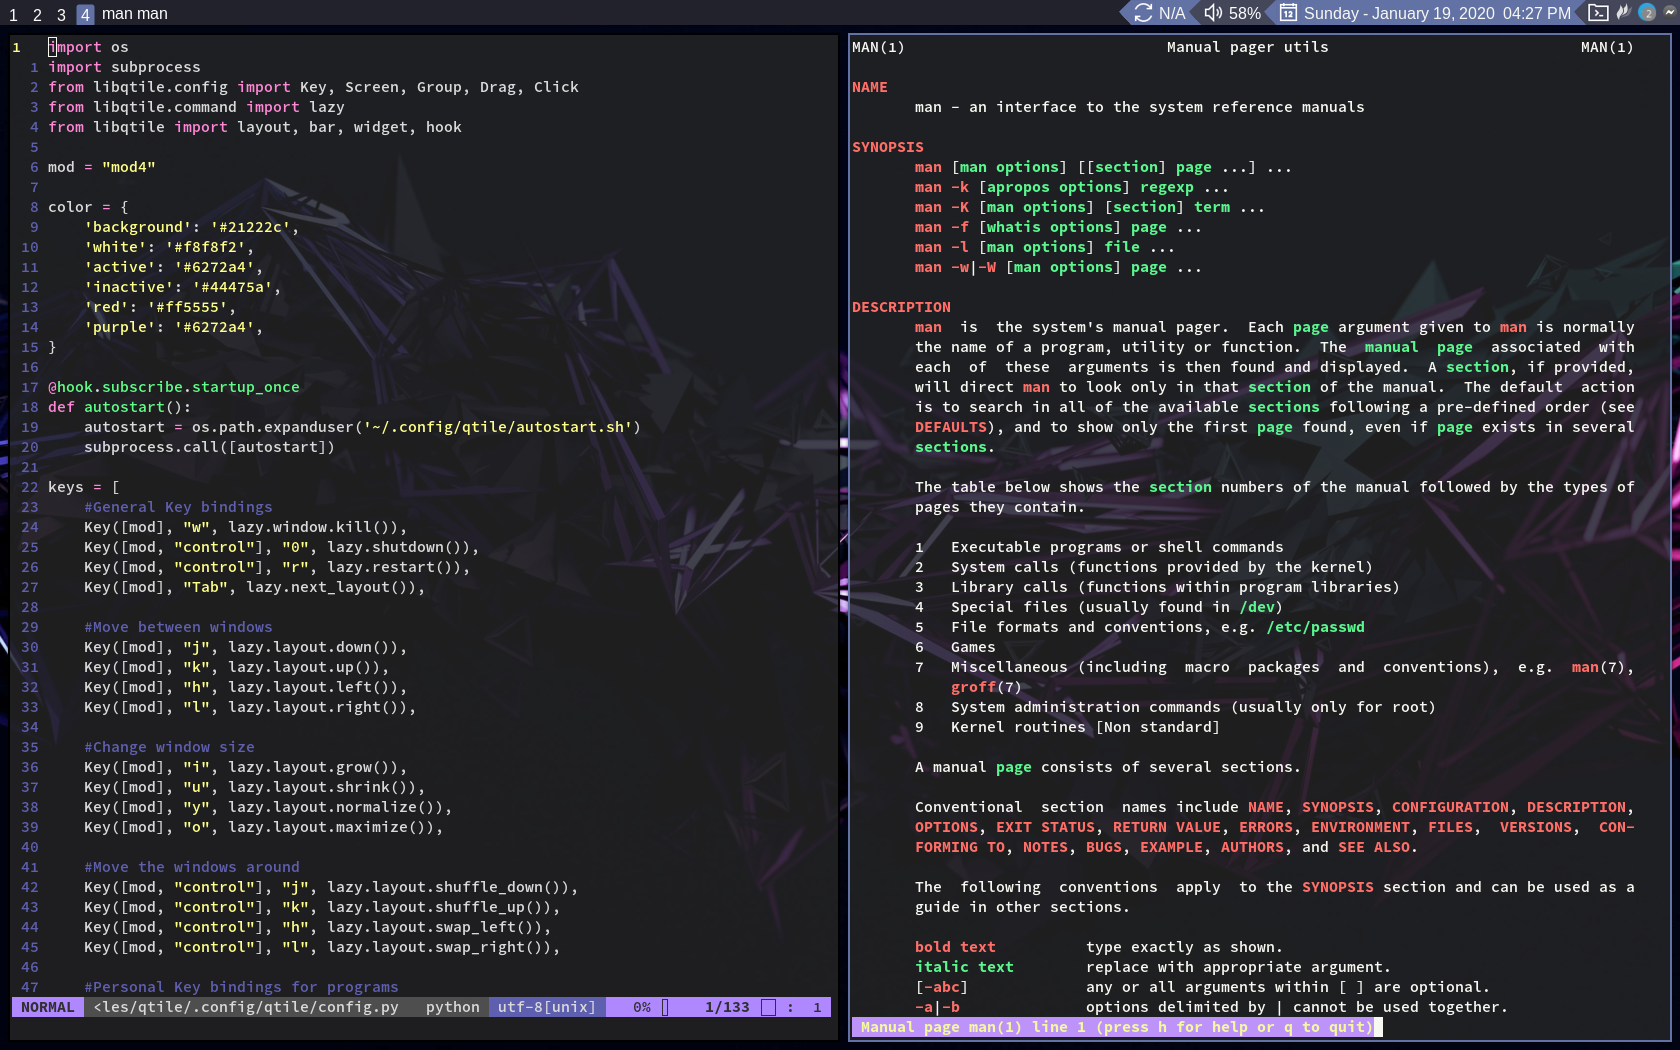 1 2 3 4 man man N/A 58% Sunday - January 19, 2020 04:27 PM 2
1 import os
1 import subprocess
2 from libqtile.config import Key, Screen, Group, Drag, Click
3 from libqtile.command import lazy
4 from libqtile import layout, bar, widget, hook
5
6 mod = "mod4"
7
8 color = {
9     'background': '#21222c',
10     'white': '#f8f8f2',
11     'active': '#6272a4',
12     'inactive': '#44475a',
13     'red': '#ff5555',
14     'purple': '#6272a4',
15 }
16
17 @hook.subscribe.startup_once
18 def autostart():
19     autostart = os.path.expanduser('~/.config/qtile/autostart.sh')
20     subprocess.call([autostart])
21
22 keys = [
23     #General Key bindings
24     Key([mod], "w", lazy.window.kill()),
25     Key([mod, "control"], "0", lazy.shutdown()),
26     Key([mod, "control"], "r", lazy.restart()),
27     Key([mod], "Tab", lazy.next_layout()),
28
29     #Move between windows
30     Key([mod], "j", lazy.layout.down()),
31     Key([mod], "k", lazy.layout.up()),
32     Key([mod], "h", lazy.layout.left()),
33     Key([mod], "l", lazy.layout.right()),
34
35     #Change window size
36     Key([mod], "i", lazy.layout.grow()),
37     Key([mod], "u", lazy.layout.shrink()),
38     Key([mod], "y", lazy.layout.normalize()),
39     Key([mod], "o", lazy.layout.maximize()),
40
41     #Move the windows around
42     Key([mod, "control"], "j", lazy.layout.shuffle_down()),
43     Key([mod, "control"], "k", lazy.layout.shuffle_up()),
44     Key([mod, "control"], "h", lazy.layout.swap_left()),
45     Key([mod, "control"], "l", lazy.layout.swap_right()),
46
47     #Personal Key bindings for programs
NORMAL <les/qtile/.config/qtile/config.py python utf-8[unix] 0% 1/133 : 1
MAN(1) Manual pager utils MAN(1)
NAME
man - an interface to the system reference manuals
SYNOPSIS
man [man options] [[section] page ...] ...
man -k [apropos options] regexp ...
man -K [man options] [section] term ...
man -f [whatis options] page ...
man -l [man options] file ...
man -w|-W [man options] page ...
DESCRIPTION
man is the system's manual pager. Each page argument given to man is normally
the name of a program, utility or function. The manual page associated with
each of these arguments is then found and displayed. A section, if provided,
will direct man to look only in that section of the manual. The default action
is to search in all of the available sections following a pre-defined order (see
DEFAULTS), and to show only the first page found, even if page exists in several
sections.
The table below shows the section numbers of the manual followed by the types of
pages they contain.
1 Executable programs or shell commands
2 System calls (functions provided by the kernel)
3 Library calls (functions within program libraries)
4 Special files (usually found in /dev)
5 File formats and conventions, e.g. /etc/passwd
6 Games
7 Miscellaneous (including macro packages and conventions), e.g. man(7),
groff(7)
8 System administration commands (usually only for root)
9 Kernel routines [Non standard]
A manual page consists of several sections.
Conventional section names include NAME, SYNOPSIS, CONFIGURATION, DESCRIPTION,
OPTIONS, EXIT STATUS, RETURN VALUE, ERRORS, ENVIRONMENT, FILES, VERSIONS, CON-
FORMING TO, NOTES, BUGS, EXAMPLE, AUTHORS, and SEE ALSO.
The following conventions apply to the SYNOPSIS section and can be used as a
guide in other sections.
bold text type exactly as shown.
italic text replace with appropriate argument.
[-abc] any or all arguments within [ ] are optional.
-a|-b options delimited by | cannot be used together.
Manual page man(1) line 1 (press h for help or q to quit)